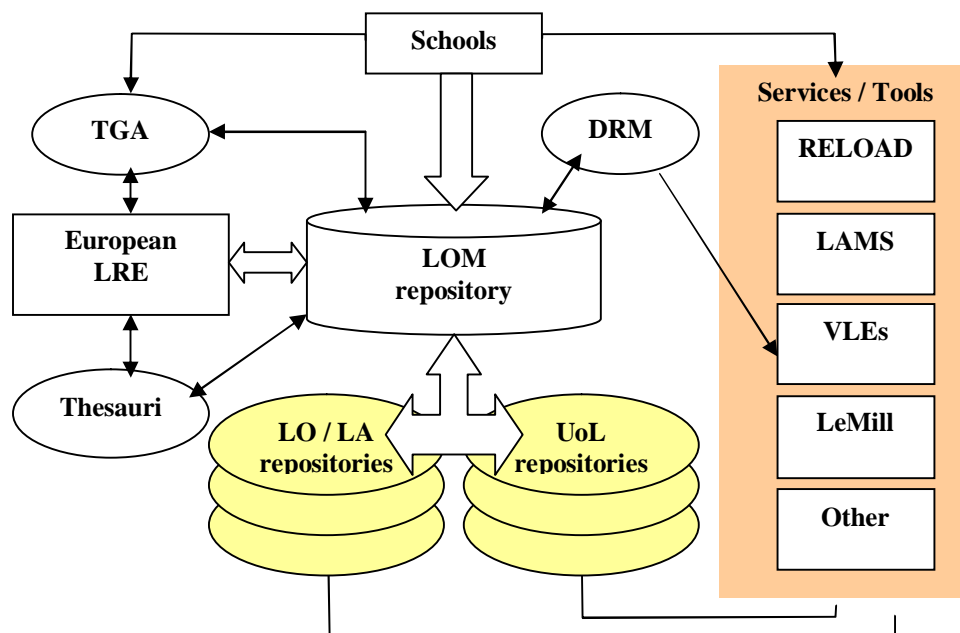 Schools
Services / Tools
TGA
DRM
RELOAD
European
LRE
LOM
repository
LAMS
VLEs
Thesauri
LO / LA
repositories
UoL
repositories
LeMill
Other